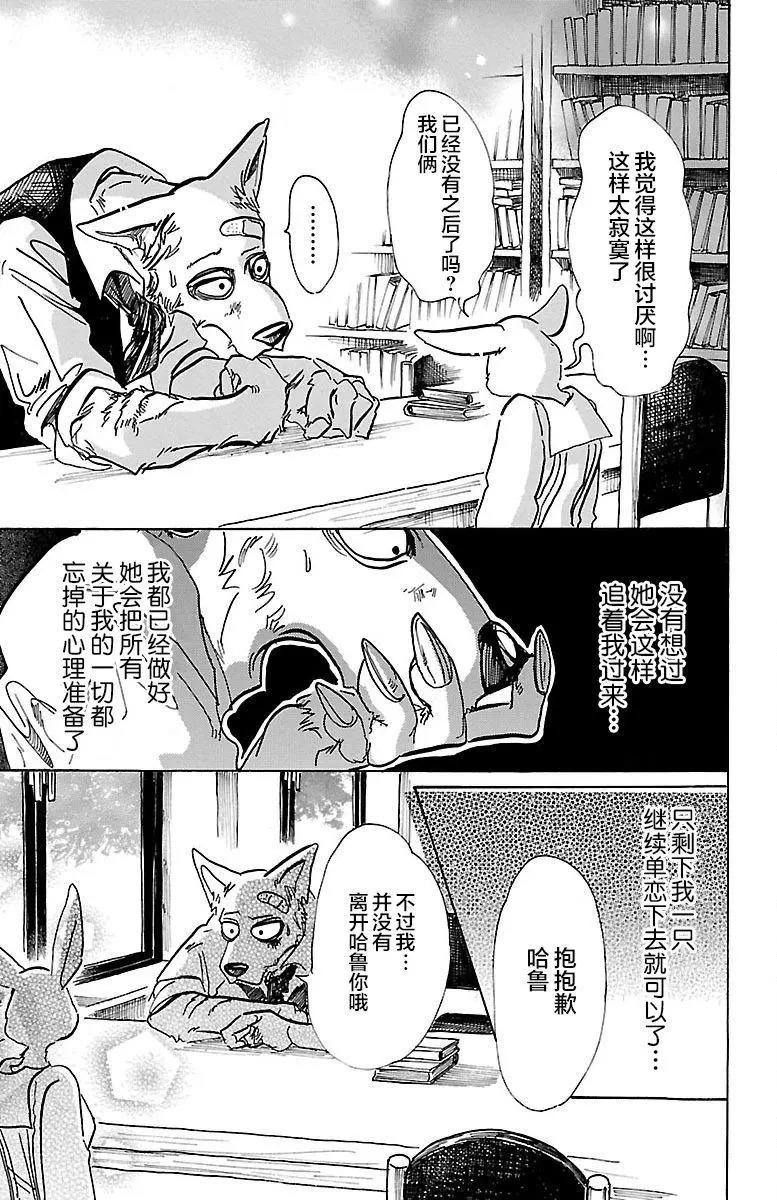 我觉得这样很讨厌啊…
这样太寂寞了
已经没有之后了吗？
我们俩
………
没有想过
她会这样
追着我过来…
我都已经做好
她会把所有
关于我的一切都
忘掉的心理准备了
只剩下我一只
继续单恋下去就可以了…
抱抱歉
哈鲁
不过我…
并没有
离开哈鲁你哦